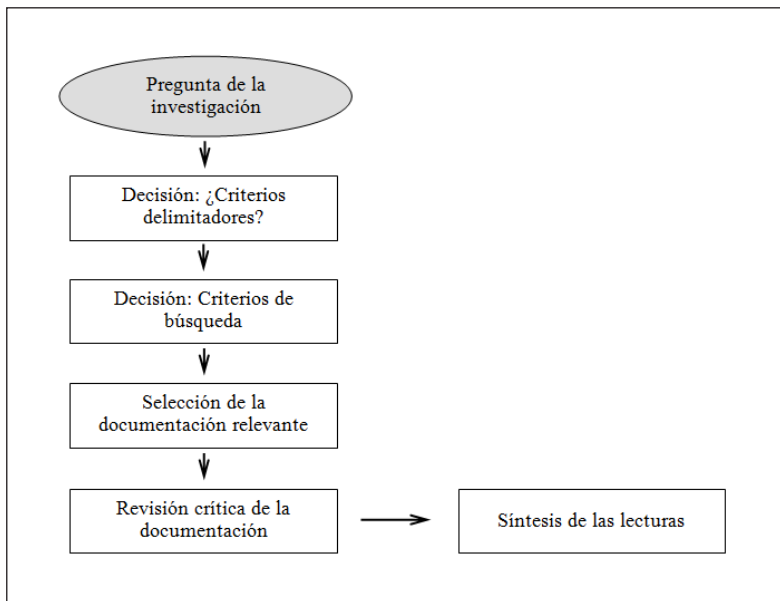 Pregunta de la
investigación
Decisión: ¿Criterios
delimitadores?
Decisión: Criterios de
búsqueda
Selección de la
documentación relevante
Revisión crítica de la
documentación
Síntesis de las lecturas